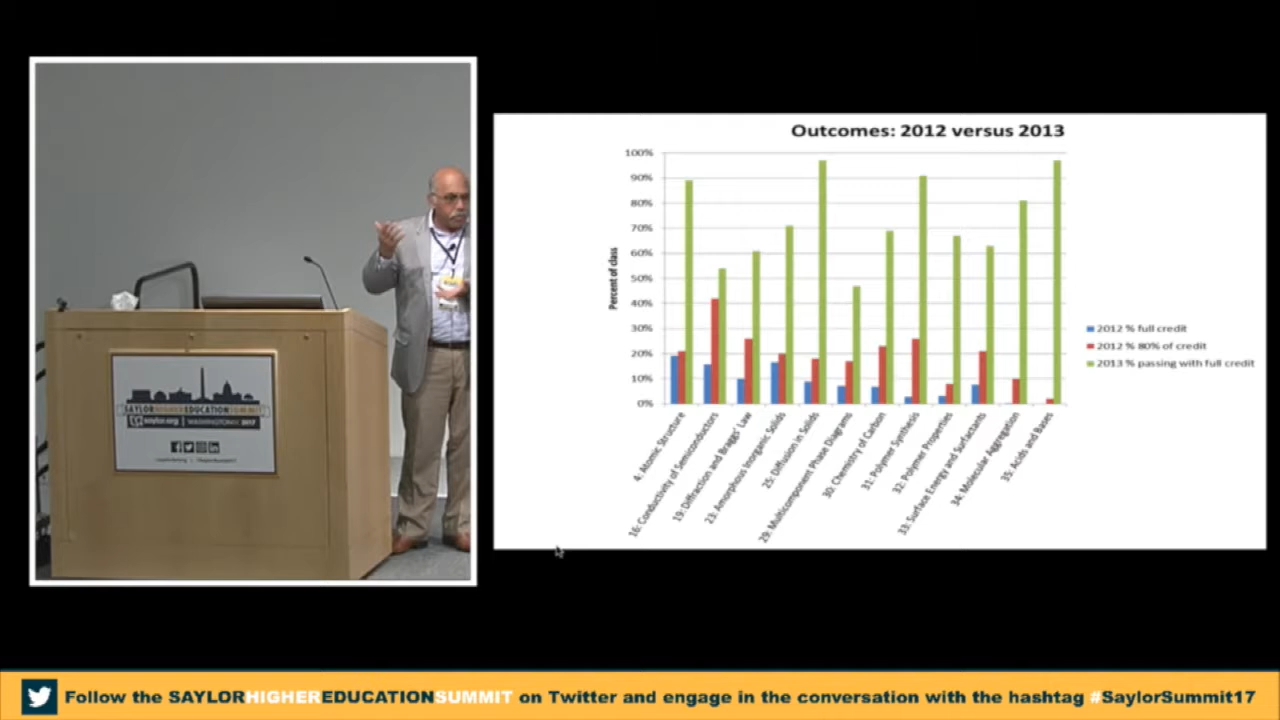 SAYLORHIGHEREDUCATIONSUMMIT
saylor.org | WASHINGTON DC 2017
Outcomes: 2012 versus 2013
Percent of class
100%
90%
80%
70%
60%
50%
40%
30%
20%
10%
0%
4: Atomic Structure
16: Conductivity of Semiconductors
19: Diffraction and Braggs' Law
23: Amorphous Inorganic Solids
25: Diffusion in Solids
29: Multicomponent Phase Diagrams
30: Chemistry of Carbon
31: Polymer Synthesis
32: Polymer Properties
33: Surface Energy and Surfactants
34: Molecular Aggregation
35: Acids and Bases
2012 % full credit
2012 % 80% of credit
2013 % passing with full credit
Follow the SAYLORHIGHEREDUCATIONSUMMIT on Twitter and engage in the conversation with the hashtag #SaylorSummit17